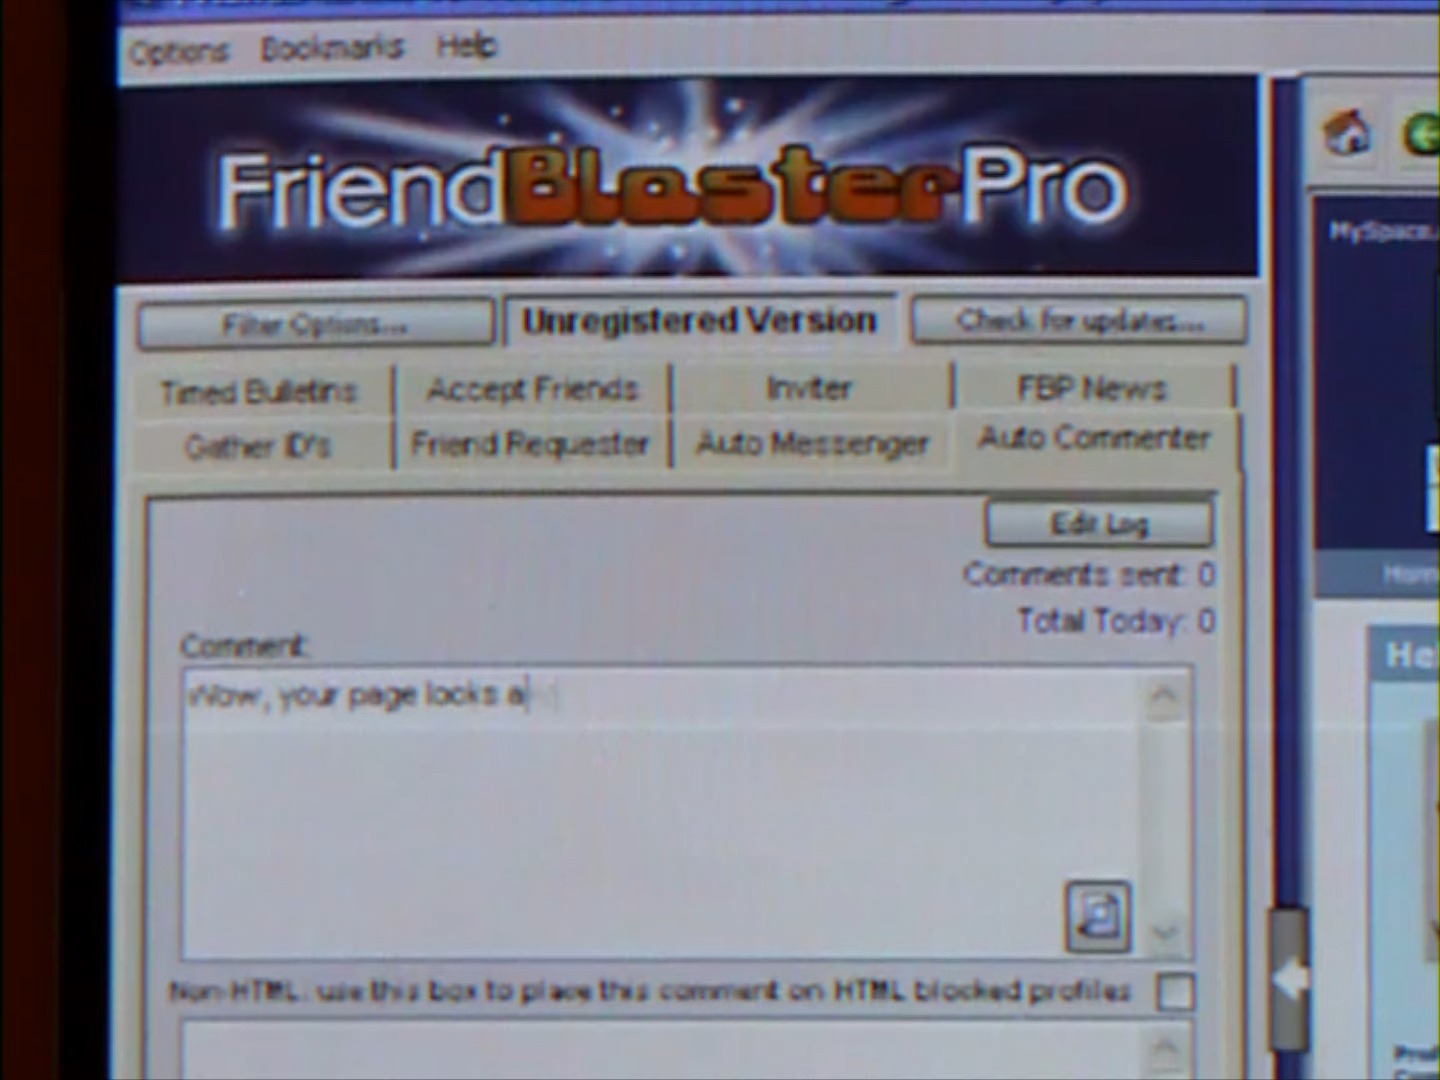 Options Bookmarks Help
FriendBlasterPro
MySpace.
Filter Options... Unregistered Version Check for updates...
Timed Bulletins Accept Friends Inviter FBP News
Gather ID's Friend Requester Auto Messenger Auto Commenter
Edit Log
Comments sent: 0
Total Today: 0
Comment:
Wow, your page looks a
Non-HTML: use this box to place this comment on HTML blocked profiles